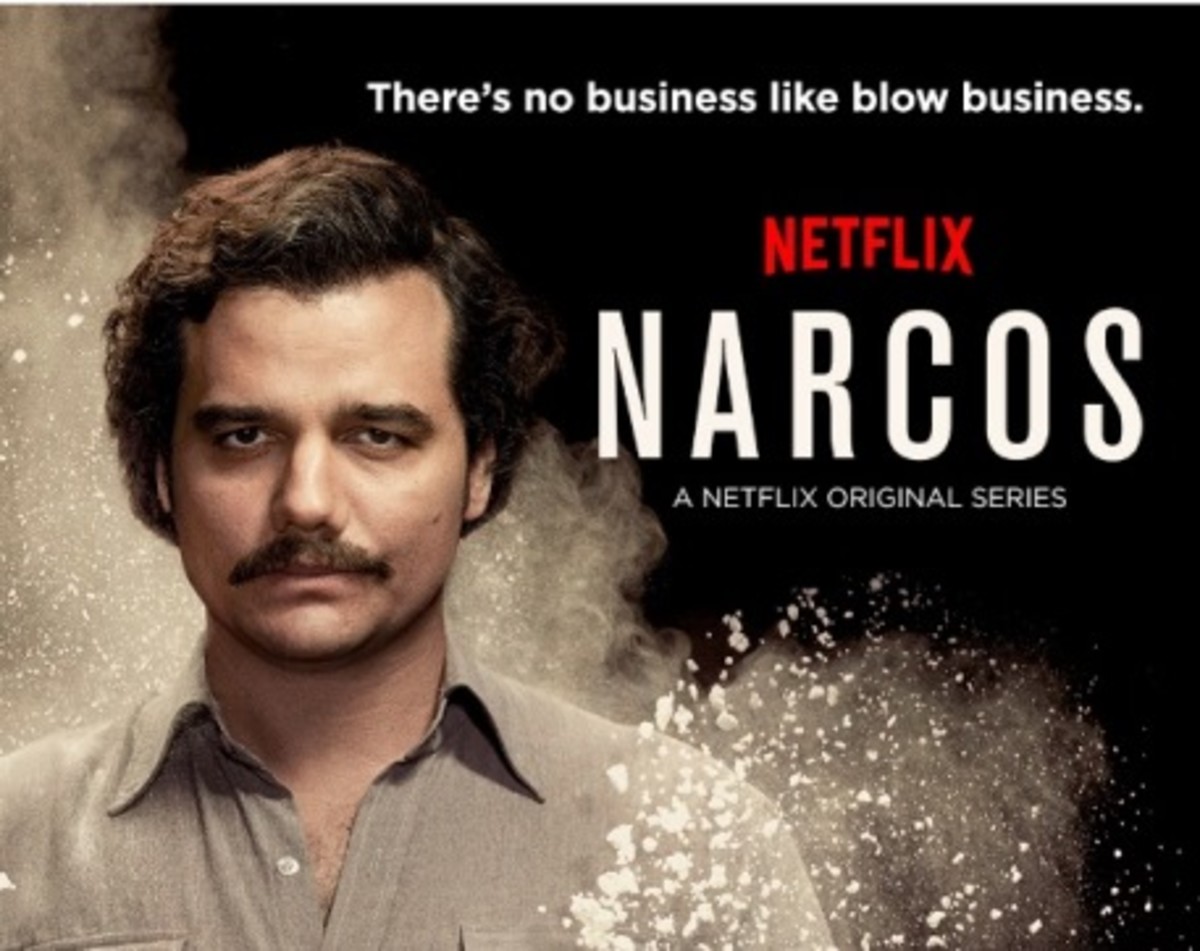 There's no business like blow business.
NETFLIX
NARCOS
A NETFLIX ORIGINAL SERIES